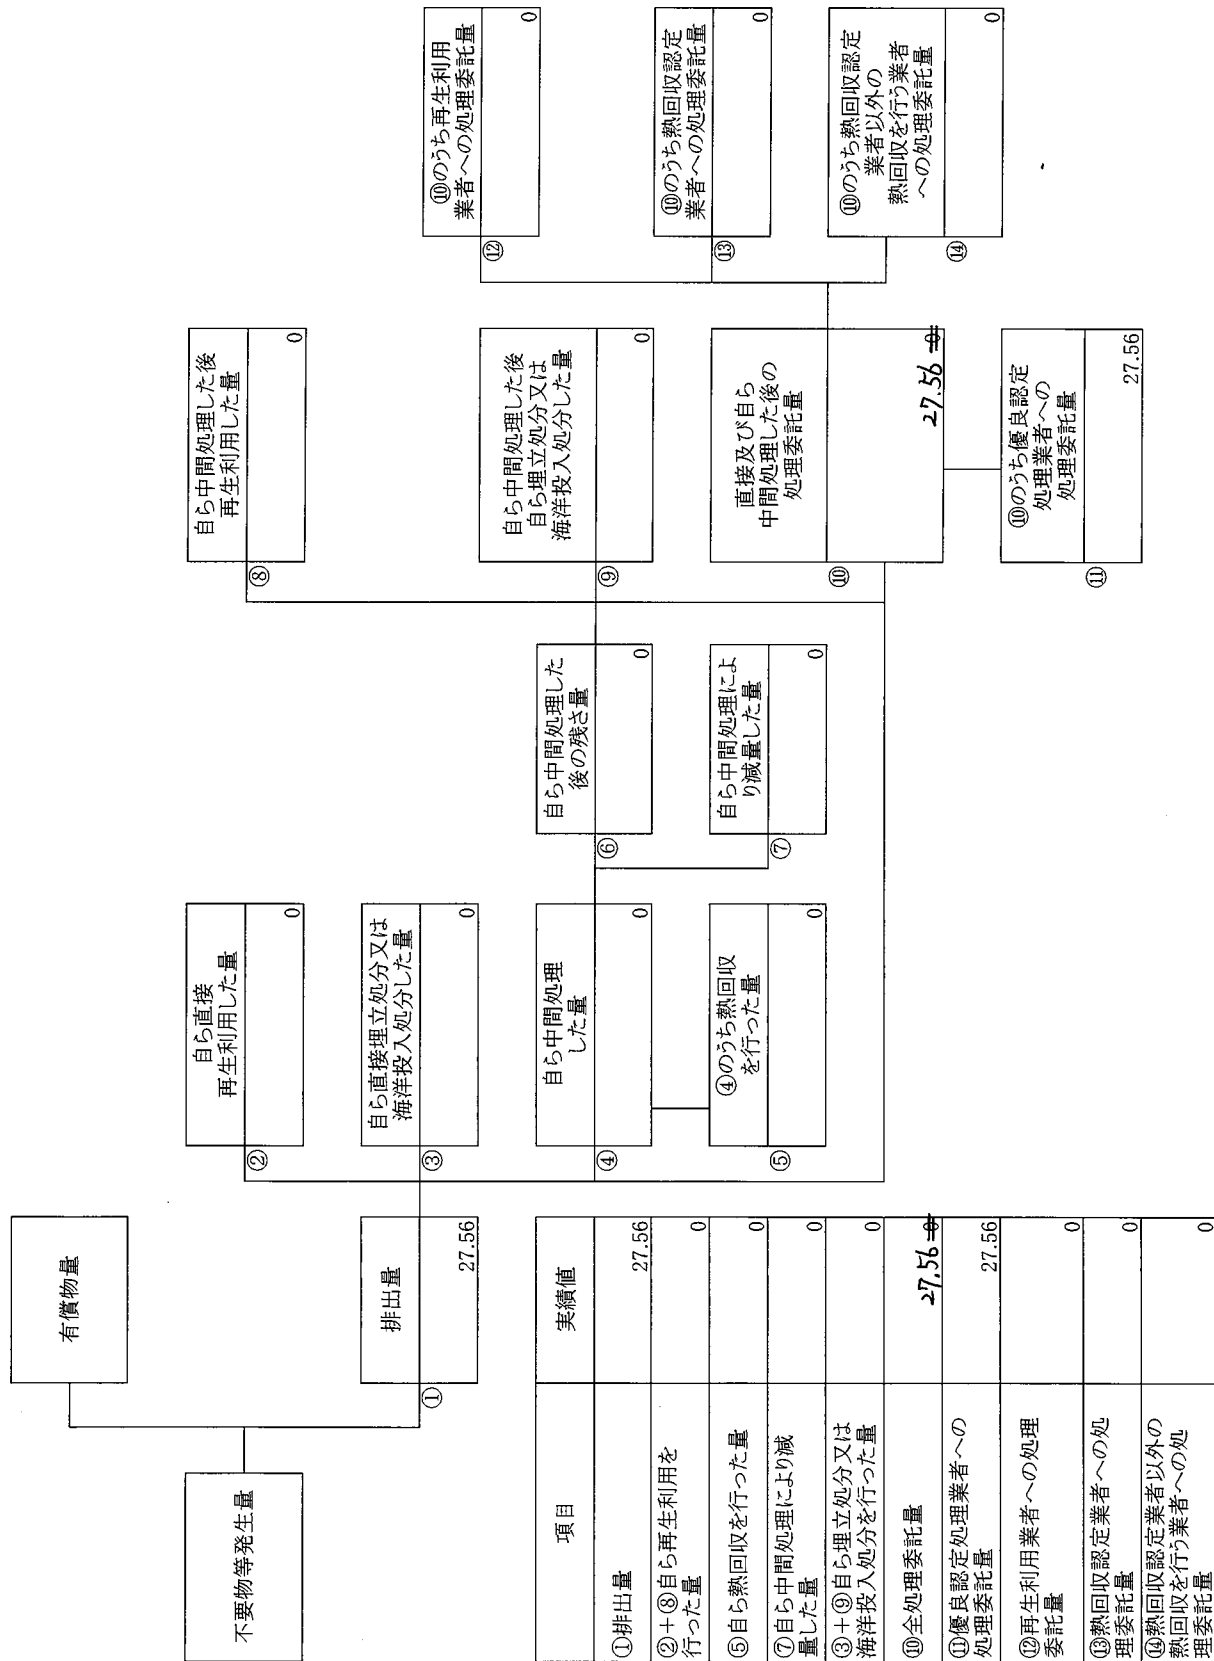 不要物等発生量
有償物量
排出量
①
27.56
自ら直接
再生利用した量
②
0
自ら直接埋立処分又は
海洋投入処分した量
③
0
自ら中間処理
した量
④
0
④のうち熱回収
を行った量
⑤
0
自ら中間処理した
後の残さ量
⑥
0
自ら中間処理によ
り減量した量
⑦
0
自ら中間処理した後
再生利用した量
⑧
0
自ら中間処理した後
自ら埋立処分又は
海洋投入処分した量
⑨
0
直接及び自ら
中間処理した後の
処理委託量
⑩
27.56 0
⑩のうち優良認定
処理業者への
処理委託量
⑪
27.56
⑩のうち再生利用
業者への処理委託量
⑫
0
⑩のうち熱回収認定
業者への処理委託量
⑬
0
⑩のうち熱回収認定
業者以外の
熱回収を行う業者
への処理委託量
⑭
0
項目 実績値
①排出量 27.56
②+⑧自ら再生利用を
行った量 0
⑤自ら熱回収を行った量 0
⑦自ら中間処理により減
量した量 0
③+⑨自ら埋立処分又は
海洋投入処分を行った量 0
⑩全処理委託量 27.56 0
⑪優良認定処理業者への
処理委託量 27.56
⑫再生利用業者への処理
委託量 0
⑬熱回収認定業者への処
理委託量 0
⑭熱回収認定業者以外の
熱回収を行う業者への処
理委託量 0